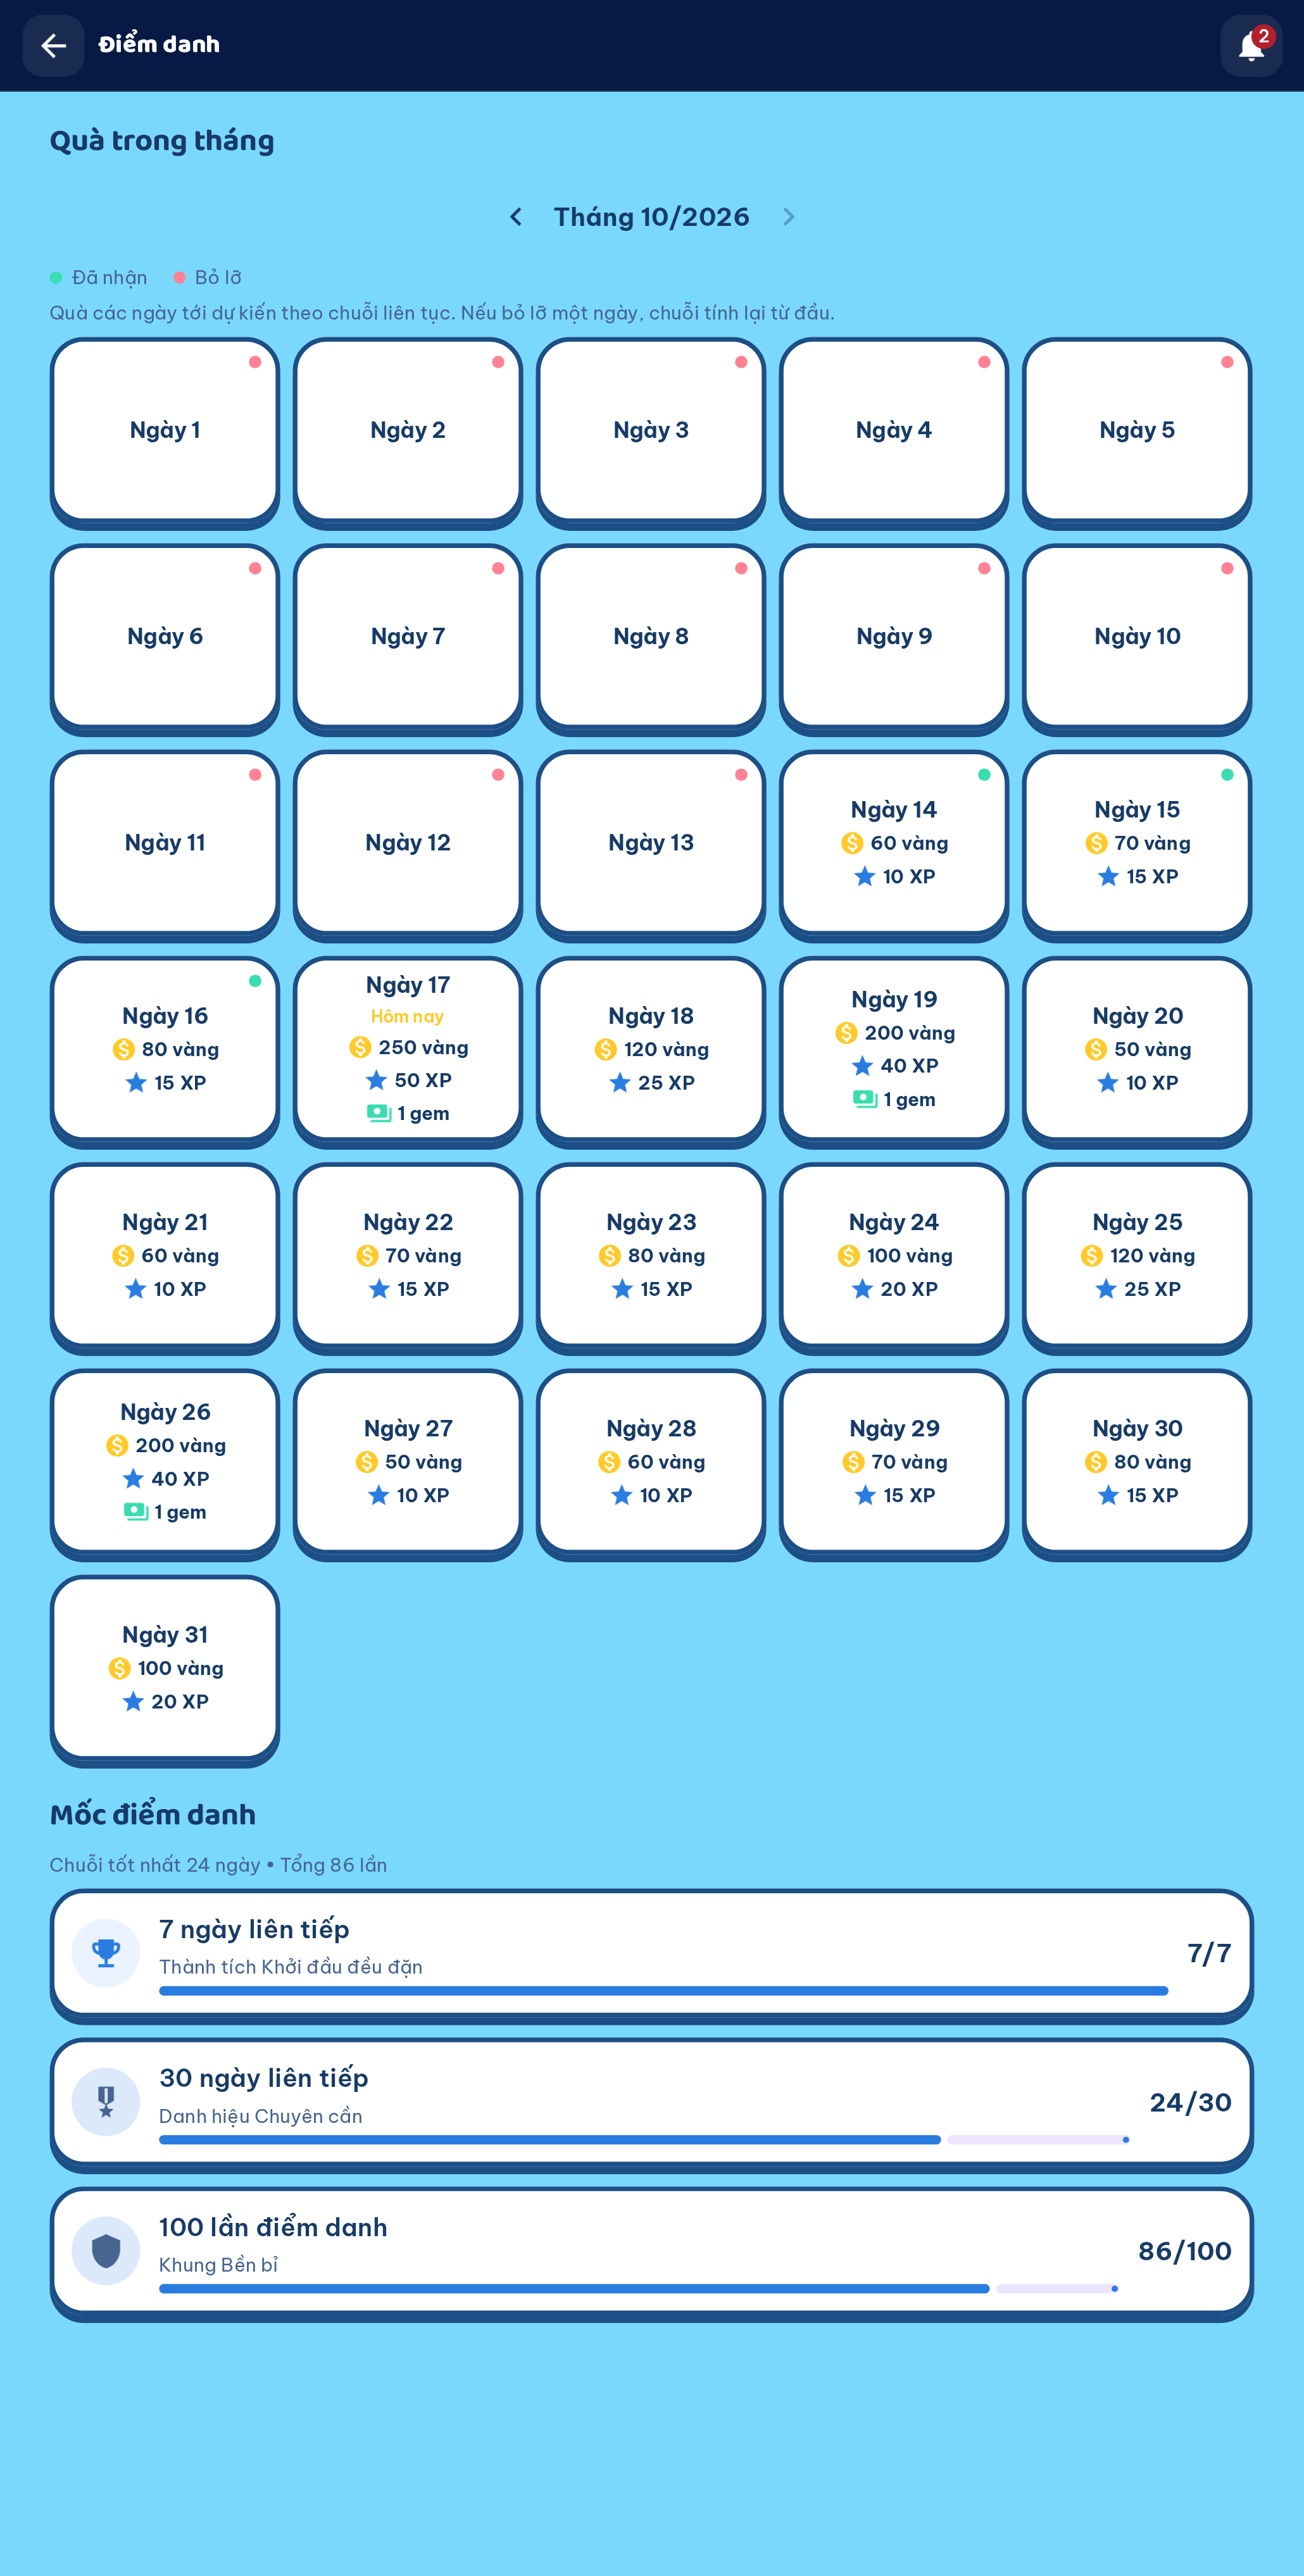 Điểm danh
2
Quà trong tháng
Tháng 10/2026
Đã nhận
Bỏ lỡ
Quà các ngày tới dự kiến theo chuỗi liên tục. Nếu bỏ lỡ một ngày, chuỗi tính lại từ đầu.
Ngày 1
Ngày 2
Ngày 3
Ngày 4
Ngày 5
Ngày 6
Ngày 7
Ngày 8
Ngày 9
Ngày 10
Ngày 11
Ngày 12
Ngày 13
Ngày 14
60 vàng
10 XP
Ngày 15
70 vàng
15 XP
Ngày 16
80 vàng
15 XP
Ngày 17
Hôm nay
250 vàng
50 XP
1 gem
Ngày 18
120 vàng
25 XP
Ngày 19
200 vàng
40 XP
1 gem
Ngày 20
50 vàng
10 XP
Ngày 21
60 vàng
10 XP
Ngày 22
70 vàng
15 XP
Ngày 23
80 vàng
15 XP
Ngày 24
100 vàng
20 XP
Ngày 25
120 vàng
25 XP
Ngày 26
200 vàng
40 XP
1 gem
Ngày 27
50 vàng
10 XP
Ngày 28
60 vàng
10 XP
Ngày 29
70 vàng
15 XP
Ngày 30
80 vàng
15 XP
Ngày 31
100 vàng
20 XP
Mốc điểm danh
Chuỗi tốt nhất 24 ngày • Tổng 86 lần
7 ngày liên tiếp
Thành tích Khởi đầu đều đặn
7/7
30 ngày liên tiếp
Danh hiệu Chuyên cần
24/30
100 lần điểm danh
Khung Bền bỉ
86/100